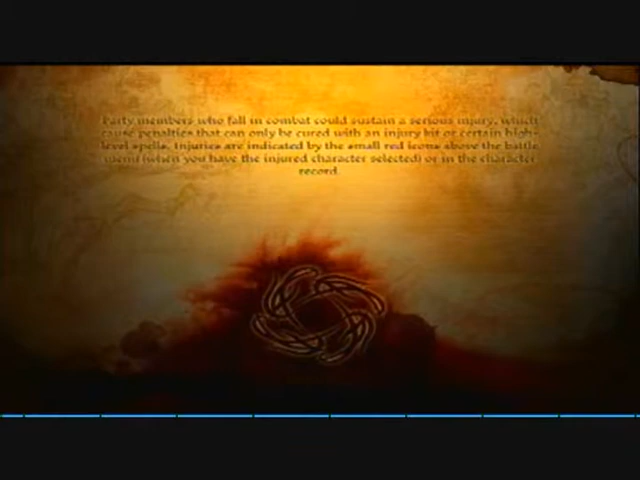 Party members who fall in combat could sustain a serious injury, which
cause penalties that can only be cured with an injury kit or certain high-
level spells. Injuries are indicated by the small red icons above the battle
menu (when you have the injured character selected) or in the character
record.